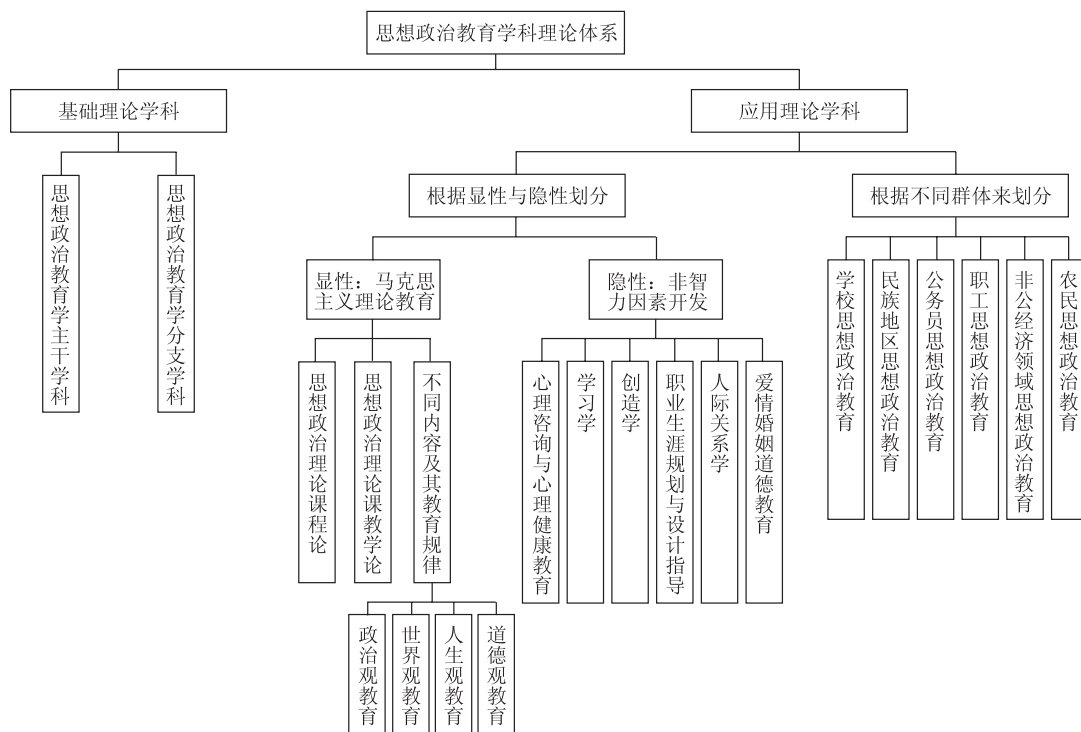 思想政治教育学科理论体系
基础理论学科
应用理论学科
思想政治教育学主干学科
思想政治教育学分支学科
根据显性与隐性划分
根据不同群体来划分
显性：马克思
主义理论教育
隐性：非智
力因素开发
学校思想政治教育
民族地区思想政治教育
公务员思想政治教育
职工思想政治教育
非公经济领域思想政治教育
农民思想政治教育
思想政治理论课程论
思想政治理论课教学论
不同内容及其教育规律
心理咨询与心理健康教育
学习学
创造学
职业生涯规划与设计指导
人际关系学
爱情婚姻道德教育
政治观教育
世界观教育
人生观教育
道德观教育